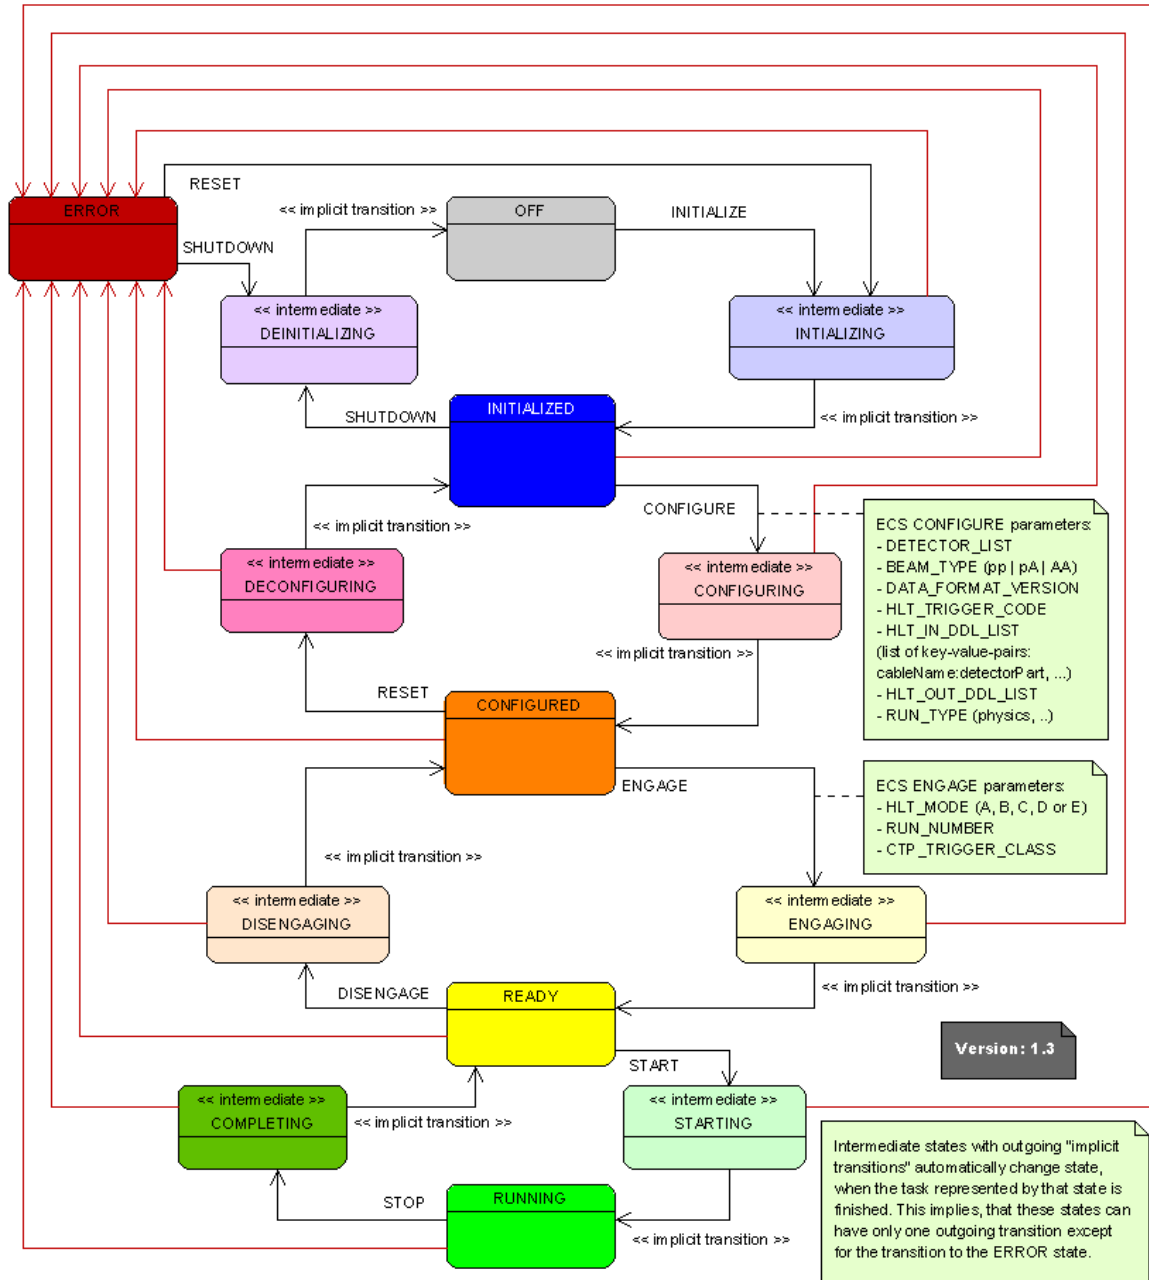 RESET
ERROR
<< implicit transition >>
OFF
INITIALIZE
SHUTDOWN
<< intermediate >>
DEINITIALIZING
<< intermediate >>
INTIALIZING
SHUTDOWN
INITIALIZED
<< implicit transition >>
<< implicit transition >>
CONFIGURE
ECS CONFIGURE parameters:
- DETECTOR_LIST
- BEAM_TYPE (pp | pA | AA)
- DATA_FORMAT_VERSION
- HLT_TRIGGER_CODE
- HLT_IN_DDL_LIST
(list of key-value-pairs:
cableName:detectorPart, ...)
- HLT_OUT_DDL_LIST
- RUN_TYPE (physics, ..)
<< intermediate >>
DECONFIGURING
<< intermediate >>
CONFIGURING
<< implicit transition >>
RESET
CONFIGURED
ENGAGE
ECS ENGAGE parameters:
- HLT_MODE (A, B, C, D or E)
- RUN_NUMBER
- CTP_TRIGGER_CLASS
<< implicit transition >>
<< intermediate >>
DISENGAGING
<< intermediate >>
ENGAGING
DISENGAGE
READY
<< implicit transition >>
Version: 1.3
START
<< intermediate >>
COMPLETING
<< implicit transition >>
<< intermediate >>
STARTING
STOP
RUNNING
<< implicit transition >>
Intermediate states with outgoing "implicit
transitions" automatically change state,
when the task represented by that state is
finished. This implies, that these states can
have only one outgoing transition except
for the transition to the ERROR state.